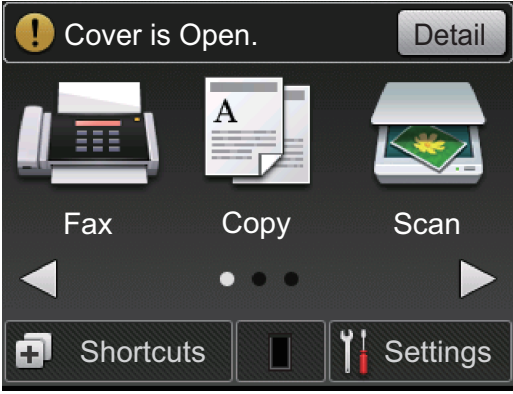 Cover is Open.
Detail
A
Fax
Copy
Scan
Shortcuts
Settings